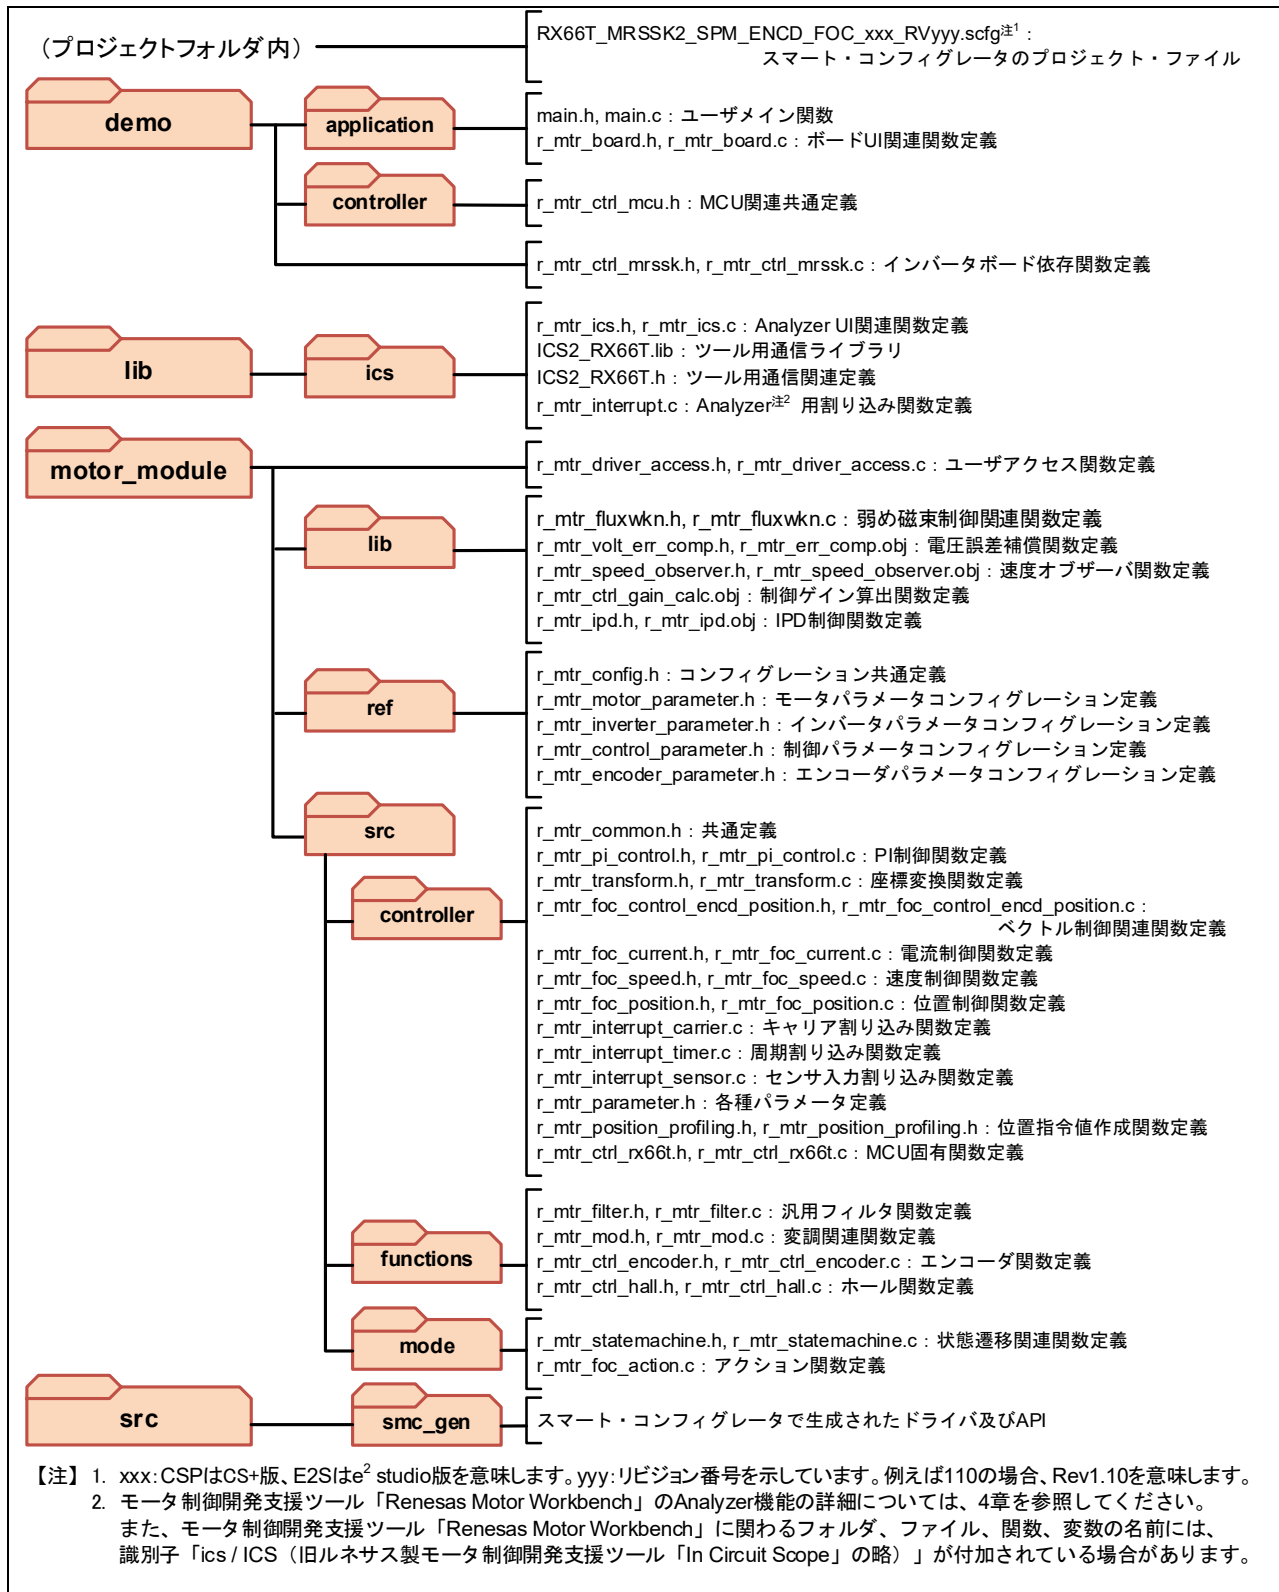 （プロジェクトフォルダ内）
RX66T_MRSSK2_SPM_ENCD_FOC_xxx_RVyyy.scfg注1：
スマート・コンフィグレータのプロジェクト・ファイル
demo
application
main.h, main.c：ユーザメイン関数
r_mtr_board.h, r_mtr_board.c：ボードUI関連関数定義
controller
r_mtr_ctrl_mcu.h：MCU関連共通定義
r_mtr_ctrl_mrssk.h, r_mtr_ctrl_mrssk.c：インバータボード依存関数定義
lib
ics
r_mtr_ics.h, r_mtr_ics.c：Analyzer UI関連関数定義
ICS2_RX66T.lib：ツール用通信ライブラリ
ICS2_RX66T.h：ツール用通信関連定義
r_mtr_interrupt.c：Analyzer注2 用割り込み関数定義
motor_module
r_mtr_driver_access.h, r_mtr_driver_access.c：ユーザアクセス関数定義
lib
r_mtr_fluxwkn.h, r_mtr_fluxwkn.c：弱め磁束制御関連関数定義
r_mtr_volt_err_comp.h, r_mtr_err_comp.obj：電圧誤差補償関数定義
r_mtr_speed_observer.h, r_mtr_speed_observer.obj：速度オブザーバ関数定義
r_mtr_ctrl_gain_calc.obj：制御ゲイン算出関数定義
r_mtr_ipd.h, r_mtr_ipd.obj：IPD制御関数定義
ref
r_mtr_config.h：コンフィグレーション共通定義
r_mtr_motor_parameter.h：モータパラメータコンフィグレーション定義
r_mtr_inverter_parameter.h：インバータパラメータコンフィグレーション定義
r_mtr_control_parameter.h：制御パラメータコンフィグレーション定義
r_mtr_encoder_parameter.h：エンコーダパラメータコンフィグレーション定義
src
controller
r_mtr_common.h：共通定義
r_mtr_pi_control.h, r_mtr_pi_control.c：PI制御関数定義
r_mtr_transform.h, r_mtr_transform.c：座標変換関数定義
r_mtr_foc_control_encd_position.h, r_mtr_foc_control_encd_position.c：
ベクトル制御関連関数定義
r_mtr_foc_current.h, r_mtr_foc_current.c：電流制御関数定義
r_mtr_foc_speed.h, r_mtr_foc_speed.c：速度制御関数定義
r_mtr_foc_position.h, r_mtr_foc_position.c：位置制御関数定義
r_mtr_interrupt_carrier.c：キャリア割り込み関数定義
r_mtr_interrupt_timer.c：周期割り込み関数定義
r_mtr_interrupt_sensor.c：センサ入力割り込み関数定義
r_mtr_parameter.h：各種パラメータ定義
r_mtr_position_profiling.h, r_mtr_position_profiling.h：位置指令値作成関数定義
r_mtr_ctrl_rx66t.h, r_mtr_ctrl_rx66t.c：MCU固有関数定義
functions
r_mtr_filter.h, r_mtr_filter.c：汎用フィルタ関数定義
r_mtr_mod.h, r_mtr_mod.c：変調関連関数定義
r_mtr_ctrl_encoder.h, r_mtr_ctrl_encoder.c：エンコーダ関数定義
r_mtr_ctrl_hall.h, r_mtr_ctrl_hall.c：ホール関数定義
mode
r_mtr_statemachine.h, r_mtr_statemachine.c：状態遷移関連関数定義
r_mtr_foc_action.c：アクション関数定義
src
smc_gen
スマート・コンフィグレータで生成されたドライバ及びAPI
【注】 1. xxx：CSPはCS+版、E2Sはe2 studio版を意味します。yyy：リビジョン番号を示しています。例えば110の場合、Rev1.10を意味します。
2. モータ制御開発支援ツール「Renesas Motor Workbench」のAnalyzer機能の詳細については、4章を参照してください。
また、モータ制御開発支援ツール「Renesas Motor Workbench」に関わるフォルダ、ファイル、関数、変数の名前には、
識別子「ics / ICS（旧ルネサス製モータ制御開発支援ツール「In Circuit Scope」の略）」が付加されている場合があります。